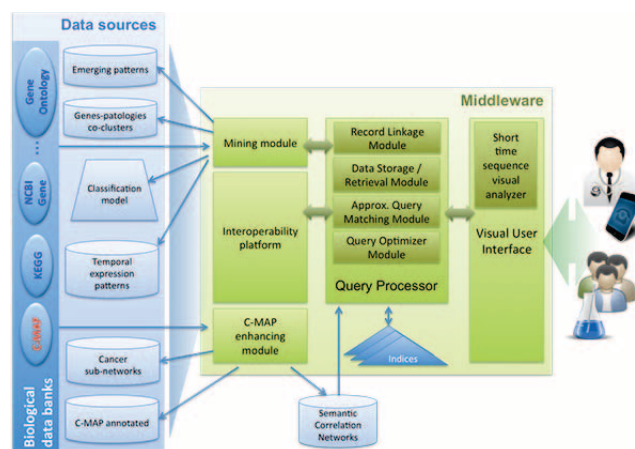 Data sources
Gene
Ontology
...
NCBI
Gene
KEGG
C-MAP
Biological
data banks
Emerging patterns
Genes-patologies
co-clusters
Classification
model
Temporal
expression
patterns
Cancer
sub-networks
C-MAP annotated
Middleware
Mining module
Interoperability
platform
C-MAP
enhancing
module
Record Linkage
Module
Data Storage /
Retrieval Module
Approx. Query
Matching Module
Query Optimizer
Module
Query Processor
Indices
Semantic
Correlation
Networks
Short
time
sequence
visual
analyzer
Visual User
Interface